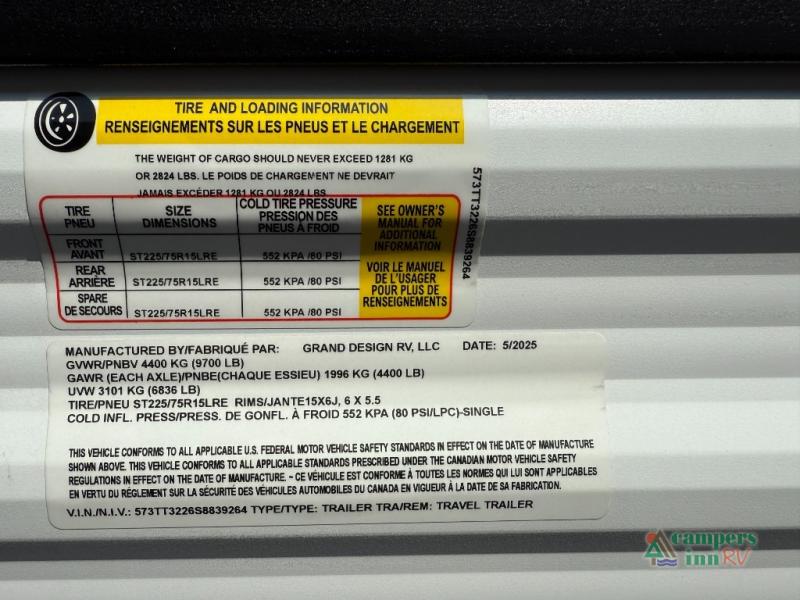 TIRE AND LOADING INFORMATION
RENSEIGNEMENTS SUR LES PNEUS ET LE CHARGEMENT
THE WEIGHT OF CARGO SHOULD NEVER EXCEED 1281 KG
OR 2824 LBS. LE POIDS DE CHARGEMENT NE DEVRAIT
JAMAIS EXCÉDER 1281 KG OU 2824 LBS.
TIRE PNEU SIZE DIMENSIONS COLD TIRE PRESSURE PRESSION DES PNEUS À FROID
FRONT AVANT ST225/75R15LRE 552 KPA /80 PSI
REAR ARRIÈRE ST225/75R15LRE 552 KPA /80 PSI
SPARE DE SECOURS ST225/75R15LRE 552 KPA /80 PSI
SEE OWNER'S
MANUAL FOR
ADDITIONAL
INFORMATION
VOIR LE MANUEL
DE L'USAGER
POUR PLUS DE
RENSEIGNEMENTS
573TT3226S8839264
MANUFACTURED BY/FABRIQUÉ PAR: GRAND DESIGN RV, LLC DATE: 5/2025
GVWR/PNBV 4400 KG (9700 LB)
GAWR (EACH AXLE)/PNBE(CHAQUE ESSIEU) 1996 KG (4400 LB)
UVW 3101 KG (6836 LB)
TIRE/PNEU ST225/75R15LRE RIMS/JANTE15X6J, 6 X 5.5
COLD INFL. PRESS/PRESS. DE GONFL. À FROID 552 KPA (80 PSI/LPC)-SINGLE
THIS VEHICLE CONFORMS TO ALL APPLICABLE U.S. FEDERAL MOTOR VEHICLE SAFETY STANDARDS IN EFFECT ON THE DATE OF MANUFACTURE
SHOWN ABOVE. THIS VEHICLE CONFORMS TO ALL APPLICABLE STANDARDS PRESCRIBED UNDER THE CANADIAN MOTOR VEHICLE SAFETY
REGULATIONS IN EFFECT ON THE DATE OF MANUFACTURE. ~ CE VÉHICULE EST CONFORME À TOUTES LES NORMES QUI LUI SONT APPLICABLES
EN VERTU DU RÉGLEMENT SUR LA SÉCURITÉ DES VÉHICULES AUTOMOBILES DU CANADA EN VIGUEUR À LA DATE DE SA FABRICATION.
V.I.N./N.I.V.: 573TT3226S8839264 TYPE/TYPE: TRAILER TRA/REM: TRAVEL TRAILER
campers
inn RV